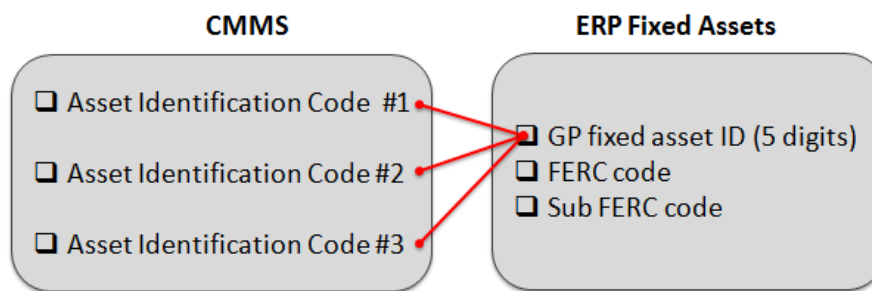 CMMS
Asset Identification Code #1
Asset Identification Code #2
Asset Identification Code #3
ERP Fixed Assets
GP fixed asset ID (5 digits)
FERC code
Sub FERC code